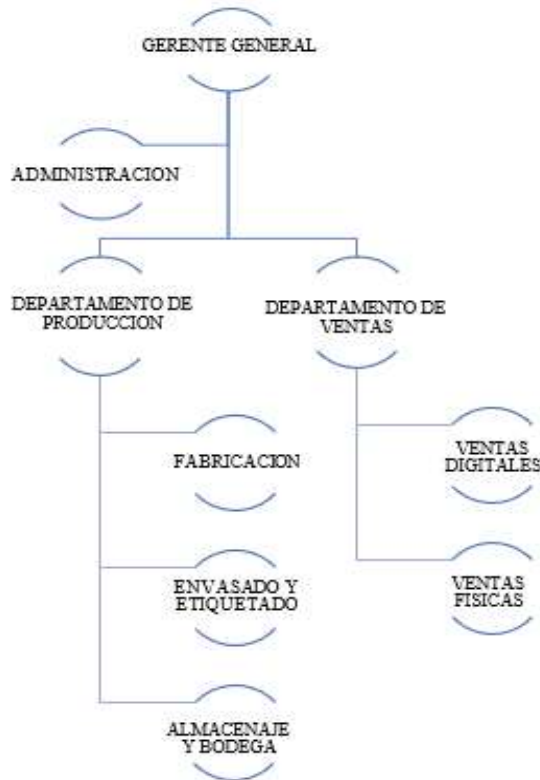 GERENTE GENERAL
ADMINISTRACION
DEPARTAMENTO DE
PRODUCCION
DEPARTAMENTO DE
VENTAS
FABRICACION
ENVASADO Y
ETIQUETADO
ALMACENAJE
Y BODEGA
VENTAS
DIGITALES
VENTAS
FISICAS